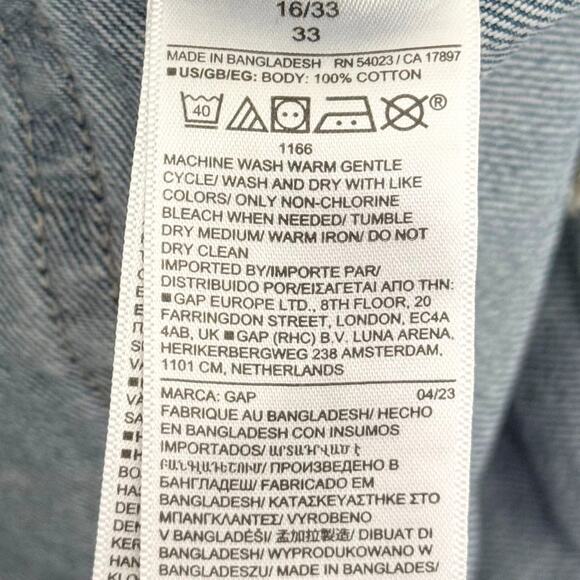 16/33
33
MADE IN BANGLADESH RN 54023 / CA 17897
■US/GB/EG: BODY: 100% COTTON
40 ®
1166
MACHINE WASH WARM GENTLE
CYCLE/ WASH AND DRY WITH LIKE
COLORS/ ONLY NON-CHLORINE
BLEACH WHEN NEEDED/ TUMBLE
DRY MEDIUM/ WARM IRON/ DO NOT
DRY CLEAN
IMPORTED BY/IMPORTE PAR/
DISTRIBUIDO POR/ΕΙΣΑΓΕΤΑΙ ΑΠΟ ΤΗΝ:
■GAP EUROPE LTD., 8TH FLOOR, 20
FARRINGDON STREET, LONDON, EC4A
4AB, UK ■GAP (RHC) B.V. LUNA ARENA,
HERIKERBERGWEG 238 AMSTERDAM,
1101 CM, NETHERLANDS
MARCA: GAP 04/23
FABRIQUE AU BANGLADESH/ HECHO
EN BANGLADESH CON INSUMOS
IMPORTADOS/ ԱՐՏԱԴՐՎԱԾ Է
ԲԱՆԳԼԱԴԵՇՈՒՄ/ ПРОИЗВЕДЕНО В
БАНГЛАДЕШ/ FABRICADO EM
BANGLADESH/ ΚΑΤΑΣΚΕΥΑΣΤΗΚΕ ΣΤΟ
ΜΠΑΝΓΚΛΑΝΤΕΣ/ VYROBENO
V BANGLADÉŠI/ 孟加拉製造/ DIBUAT DI
BANGLADESH/ WYPRODUKOWANO W
BANGLADESZU/ MADE IN BANGLADES/